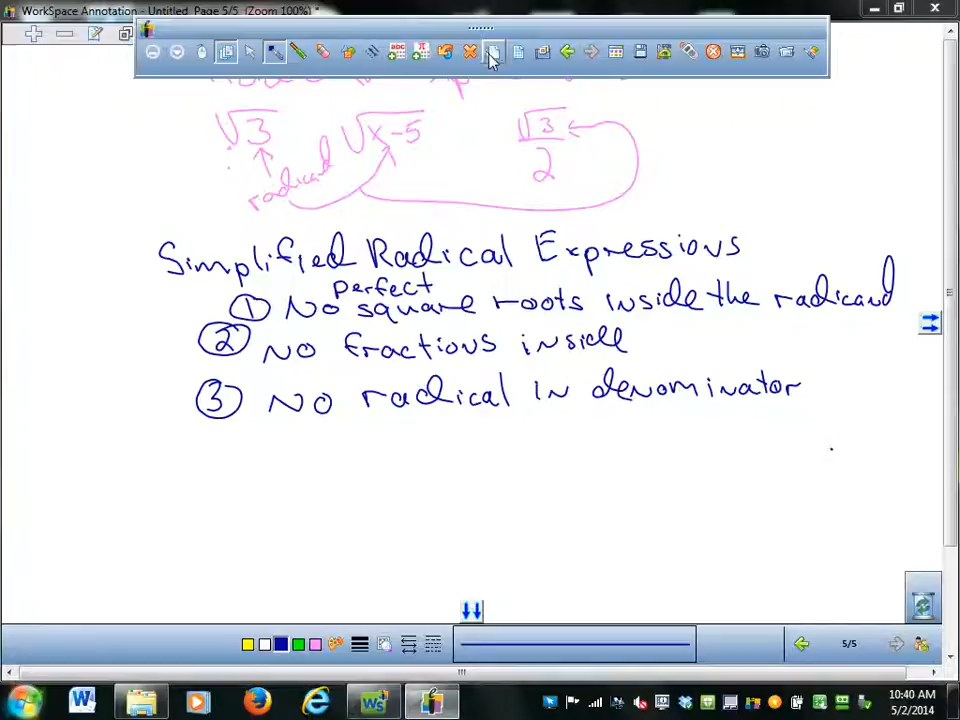 WorkSpace Annotation - Untitled Page 5/5 (Zoom 100%) *
√3 √x-5 √3
2
radicand
Simplified Radical Expressions
perfect
① No square roots inside the radicand
② No fractions inside
③ No radical in denominator
5/5
10:40 AM
5/2/2014